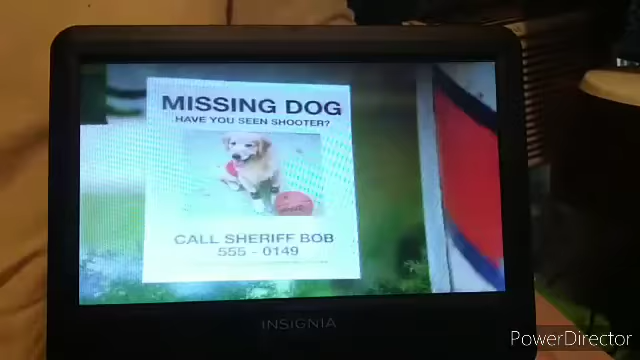 MISSING DOG
HAVE YOU SEEN SHOOTER?
CALL SHERIFF BOB
555 - 0149
INSIGNIA
PowerDirector